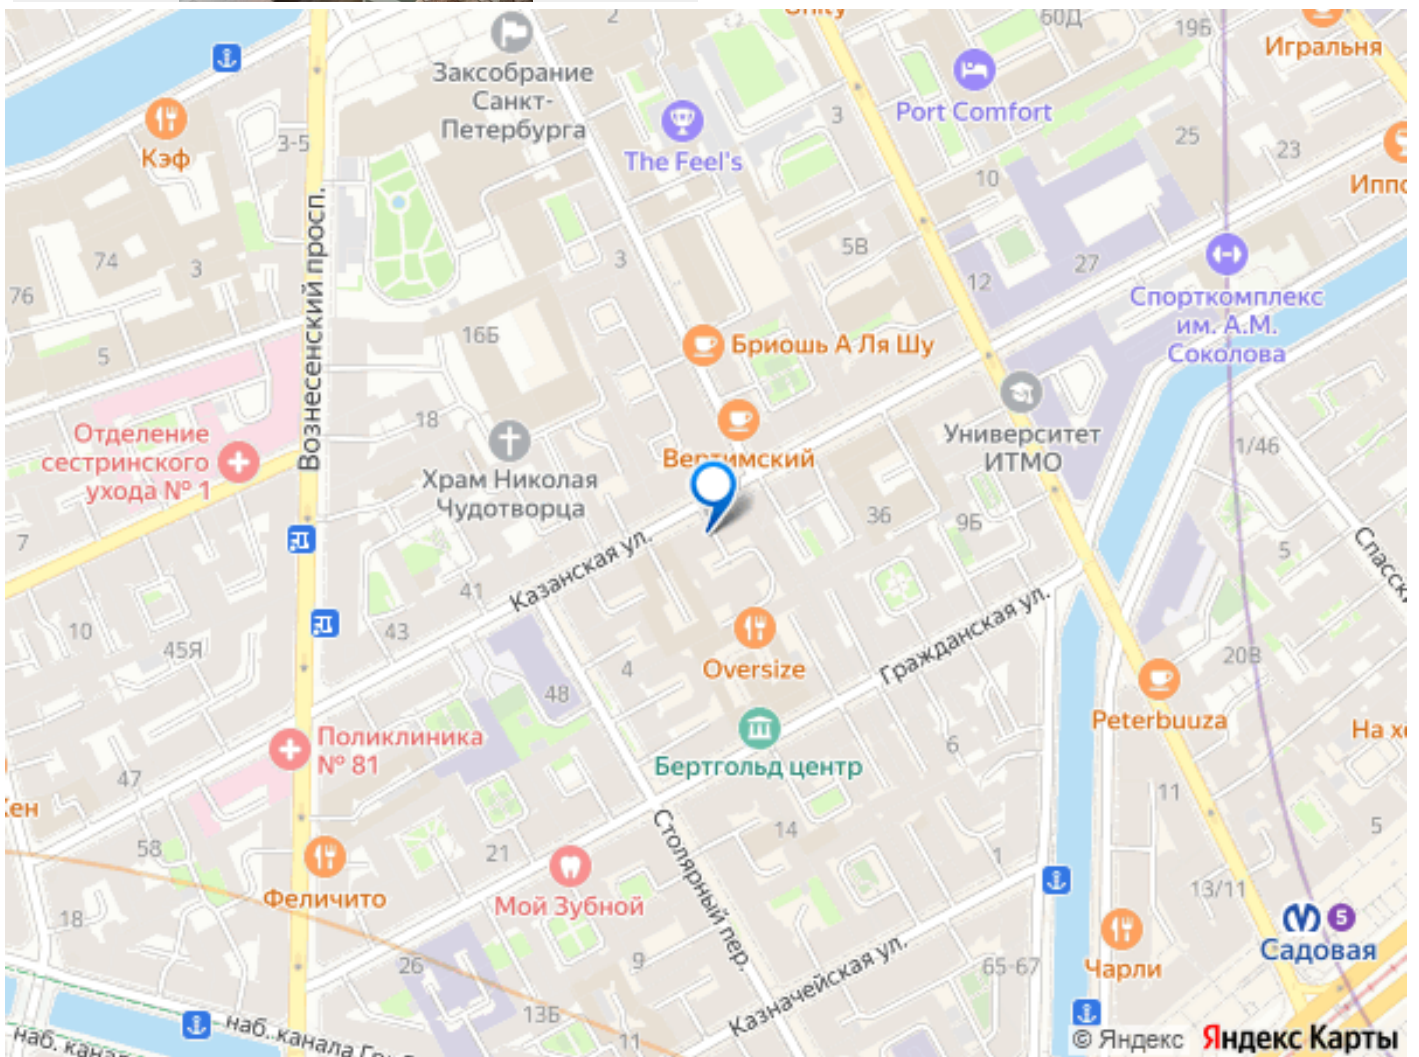 Unity
2
60Д
19Б
Игральня
Заксобрание
Санкт-
Петербурга
Port Comfort
3
The Feel's
25
23
Кэф
3-5
10
Вознесенский просп.
74
3
76
3
5В
27
12
Спорткомплекс
им. А.М.
Соколова
16Б
Бриошь А Ля Шу
5
18
Отделение
сестринского
ухода № 1
Храм Николая
Чудотворца
Университет
ИТМО
1/46
36
9Б
7
Казанская ул.
5
41
10
43
45Я
4
Oversize
Гражданская ул.
20В
48
Peterbuuza
Поликлиника
№ 81
Бертгольд центр
6
47
11
58
21
14
Столярный пер.
1
5
Феличито
Мой Зубной
13/11
18
5
Садовая
26
9
Казначейская ул.
65-67
Чарли
13Б
11
наб. канала
наб.
© Яндекс Яндекс Карты